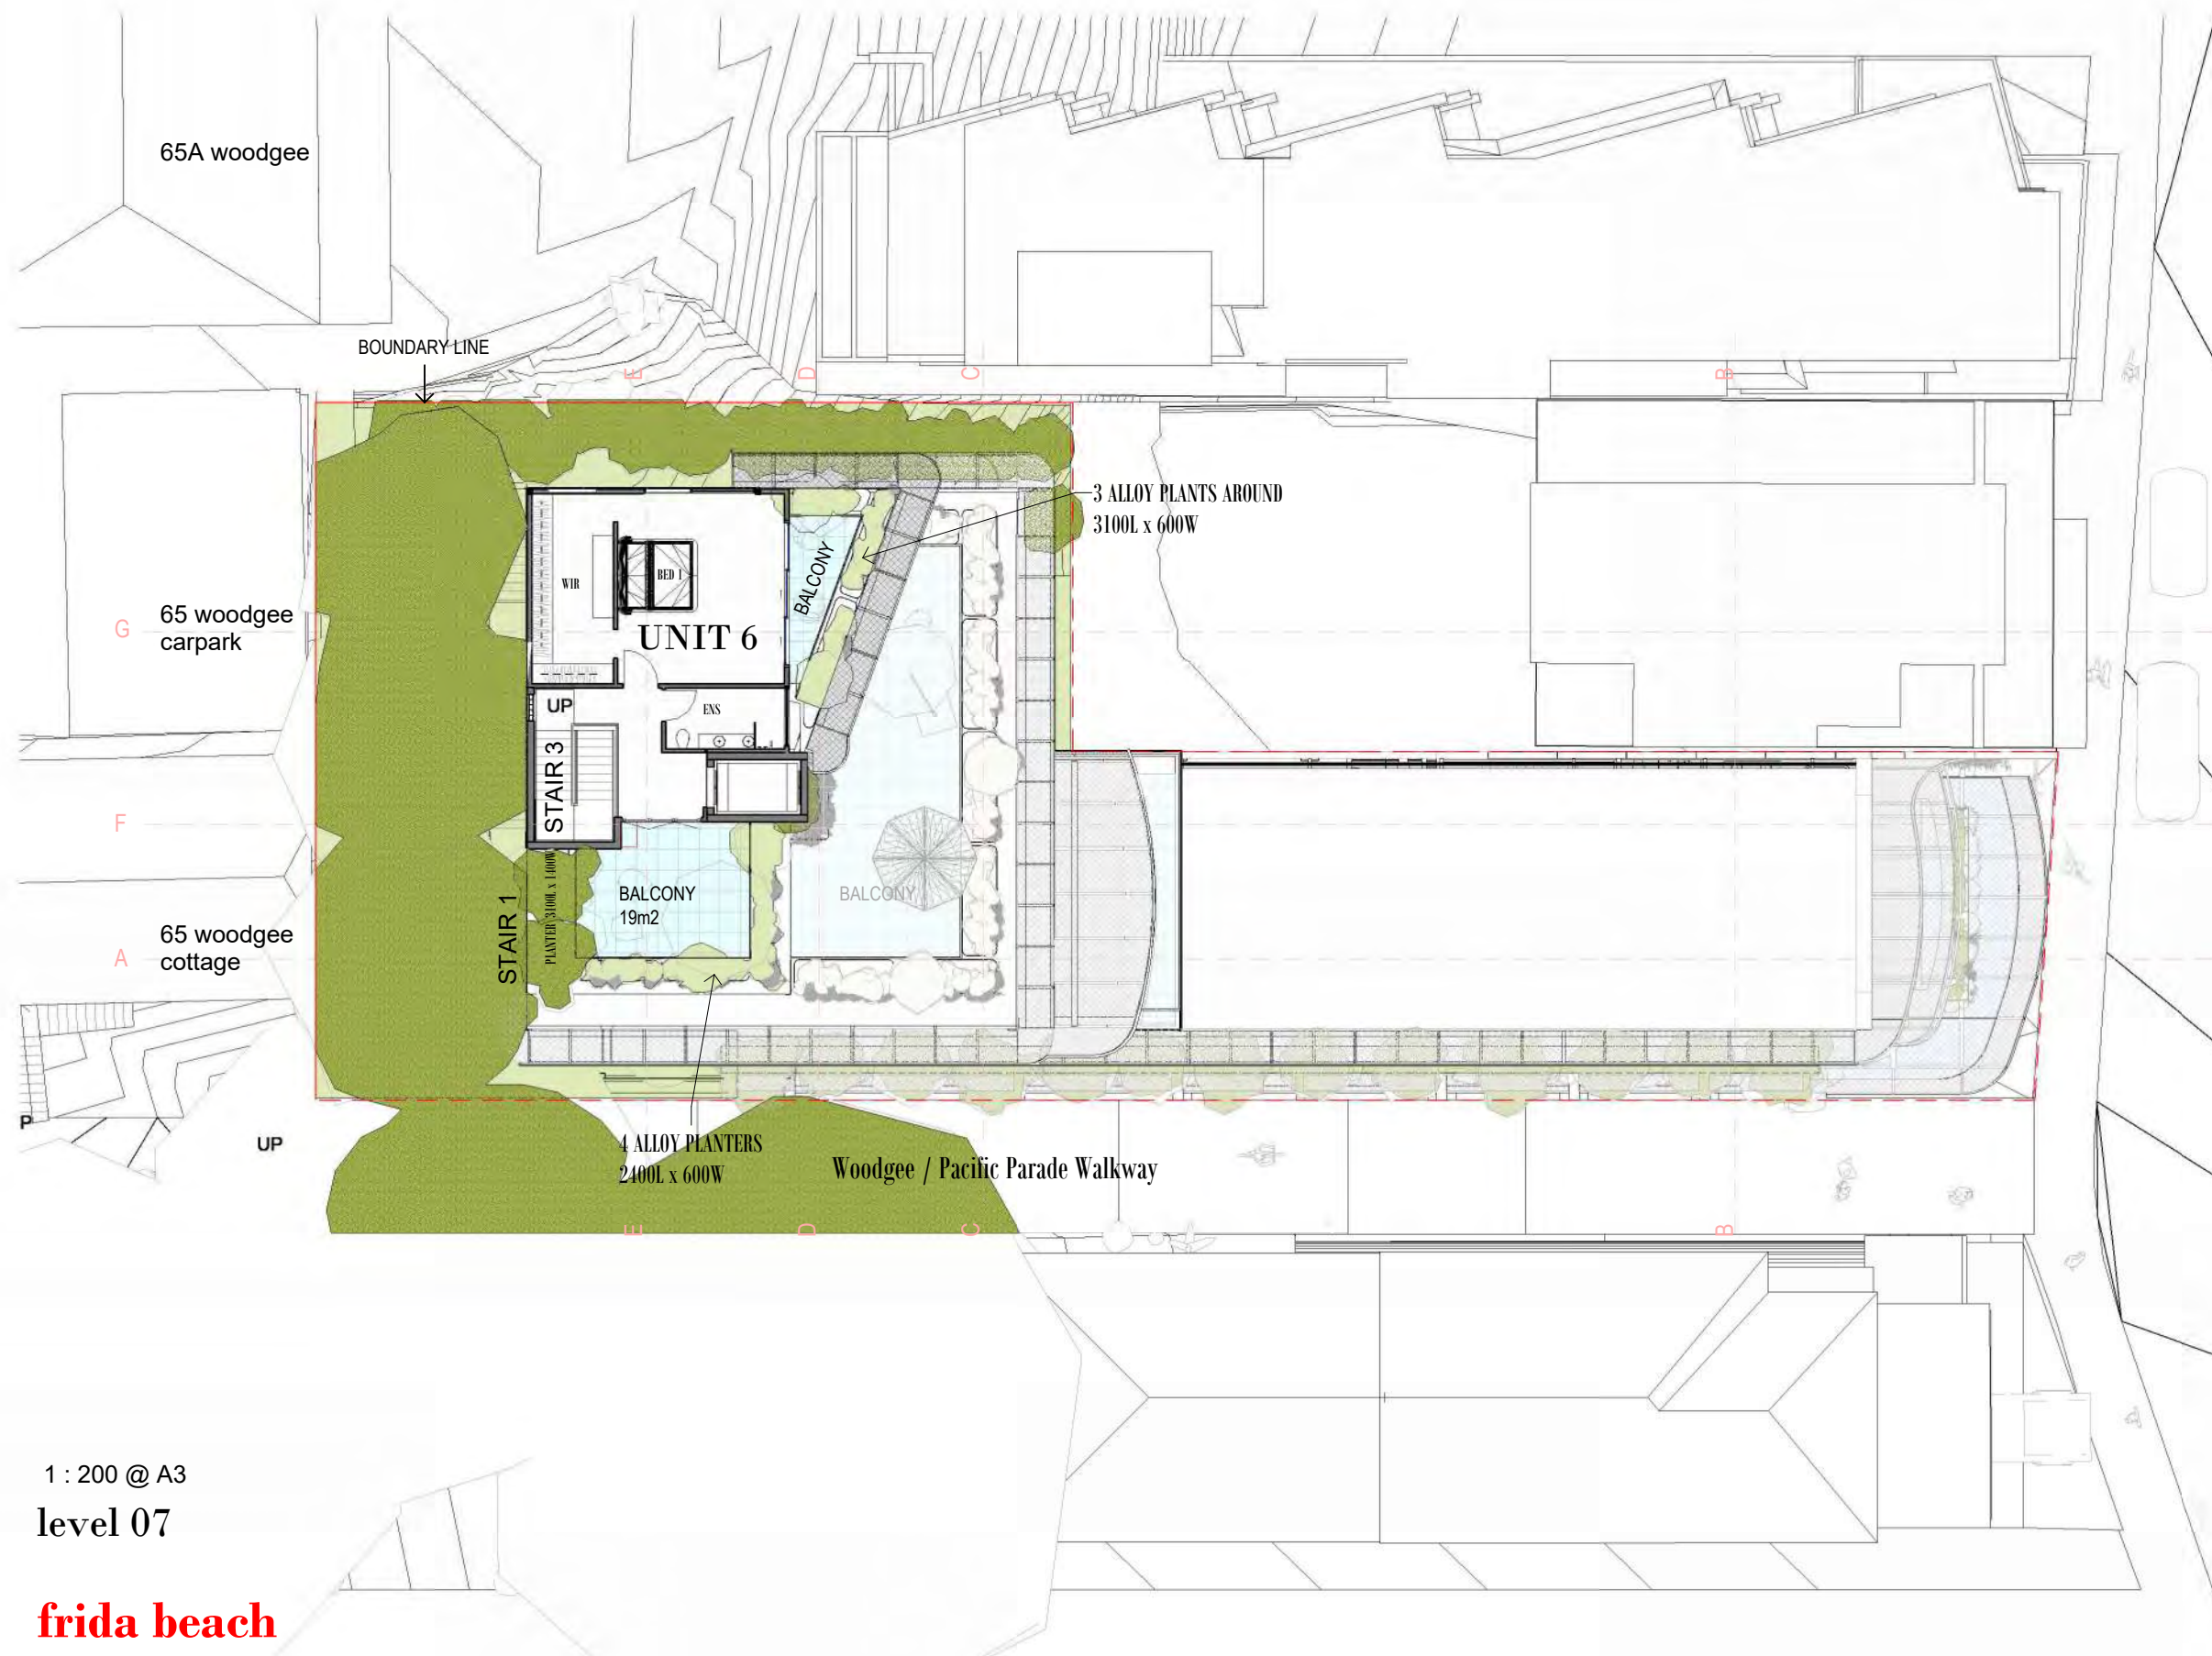 65A woodgee
BOUNDARY LINE
E
D
C
B
3 ALLOY PLANTS AROUND
3100L x 600W
WIR
BED 1
BALCONY
UNIT 6
65 woodgee
carpark
G
UP
ENS
STAIR 3
F
PLANTER 3100L x 1400W
BALCONY
19m2
BALCONY
STAIR 1
65 woodgee
cottage
A
P
UP
4 ALLOY PLANTERS
2400L x 600W
Woodgee / Pacific Parade Walkway
E
D
C
B
1 : 200 @ A3
level 07
frida beach